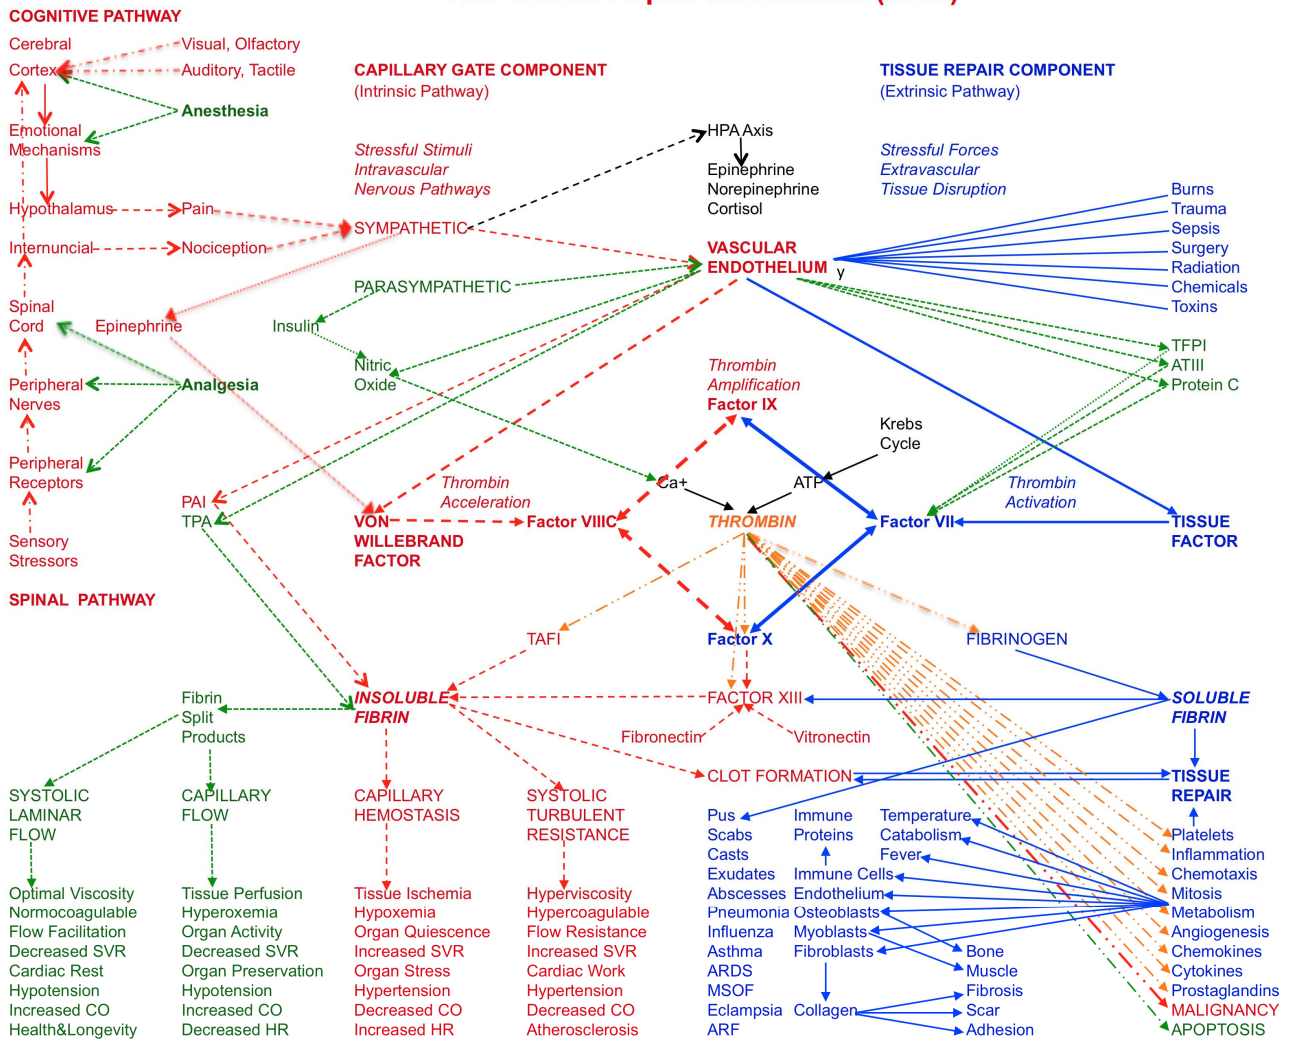 COGNITIVE PATHWAY
Cerebral
Cortex
Visual, Olfactory
Auditory, Tactile
Anesthesia
Emotional
Mechanisms
Hypothalamus
Pain
Internuncial
Nociception
Spinal
Cord
Epinephrine
Peripheral
Nerves
Analgesia
Peripheral
Receptors
Sensory
Stressors
SPINAL PATHWAY
CAPILLARY GATE COMPONENT
(Intrinsic Pathway)
Stressful Stimuli
Intravascular
Nervous Pathways
SYMPATHETIC
PARASYMPATHETIC
Insulin
Nitric
Oxide
HPA Axis
Epinephrine
Norepinephrine
Cortisol
VASCULAR
ENDOTHELIUM
y
TISSUE REPAIR COMPONENT
(Extrinsic Pathway)
Stressful Forces
Extravascular
Tissue Disruption
Burns
Trauma
Sepsis
Surgery
Radiation
Chemicals
Toxins
TFPI
ATIII
Protein C
Thrombin
Amplification
Factor IX
Krebs
Cycle
Ca+
ATP
Thrombin
Acceleration
Thrombin
Activation
PAI
TPA
VON
WILLEBRAND
FACTOR
Factor VIIIC
THROMBIN
Factor VII
TISSUE
FACTOR
TAFI
Factor X
FIBRINOGEN
Fibrin
Split
Products
INSOLUBLE
FIBRIN
FACTOR XIII
Fibronectin
Vitronectin
SOLUBLE
FIBRIN
CLOT FORMATION
TISSUE
REPAIR
SYSTOLIC
LAMINAR
FLOW
Optimal Viscosity
Normocoagulable
Flow Facilitation
Decreased SVR
Cardiac Rest
Hypotension
Increased CO
Health&Longevity
CAPILLARY
FLOW
Tissue Perfusion
Hyperoxemia
Organ Activity
Decreased SVR
Organ Preservation
Hypotension
Increased CO
Decreased HR
CAPILLARY
HEMOSTASIS
Tissue Ischemia
Hypoxemia
Organ Quiescence
Increased SVR
Organ Stress
Hypertension
Decreased CO
Increased HR
SYSTOLIC
TURBULENT
RESISTANCE
Hyperviscosity
Hypercoagulable
Flow Resistance
Increased SVR
Cardiac Work
Hypertension
Decreased CO
Atherosclerosis
Pus
Scabs
Casts
Exudates
Abscesses
Pneumonia
Influenza
Asthma
ARDS
MSOF
Eclampsia
ARF
Immune
Proteins
Immune Cells
Endothelium
Osteoblasts
Myoblasts
Fibroblasts
Collagen
Temperature
Catabolism
Fever
Bone
Muscle
Fibrosis
Scar
Adhesion
Platelets
Inflammation
Chemotaxis
Mitosis
Metabolism
Angiogenesis
Chemokines
Cytokines
Prostaglandins
MALIGNANCY
APOPTOSIS